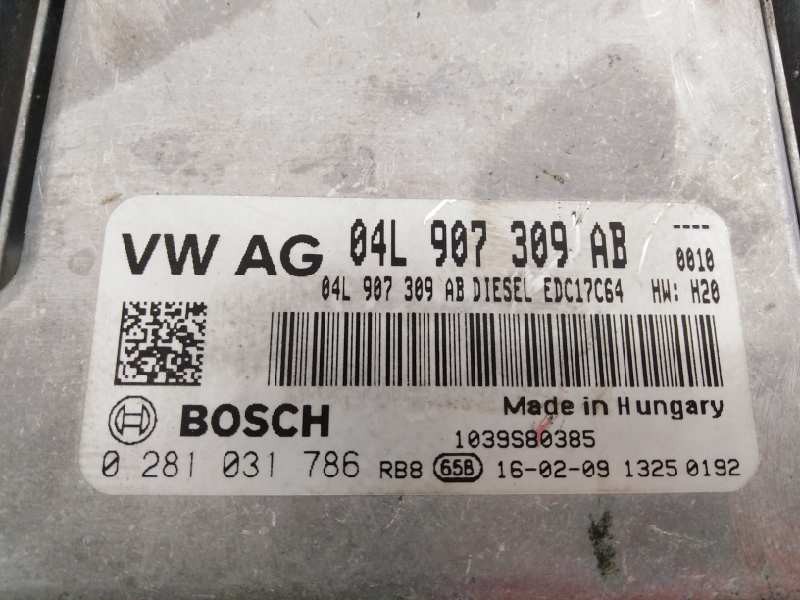 VW AG 04L 907 309 AB ----
0010
04L 907 309 AB DIESEL EDC17C64 HW: H20
BOSCH
Made in Hungary
1039S80385
0 281 031 786 RB8 65B 16-02-09 1325 0192